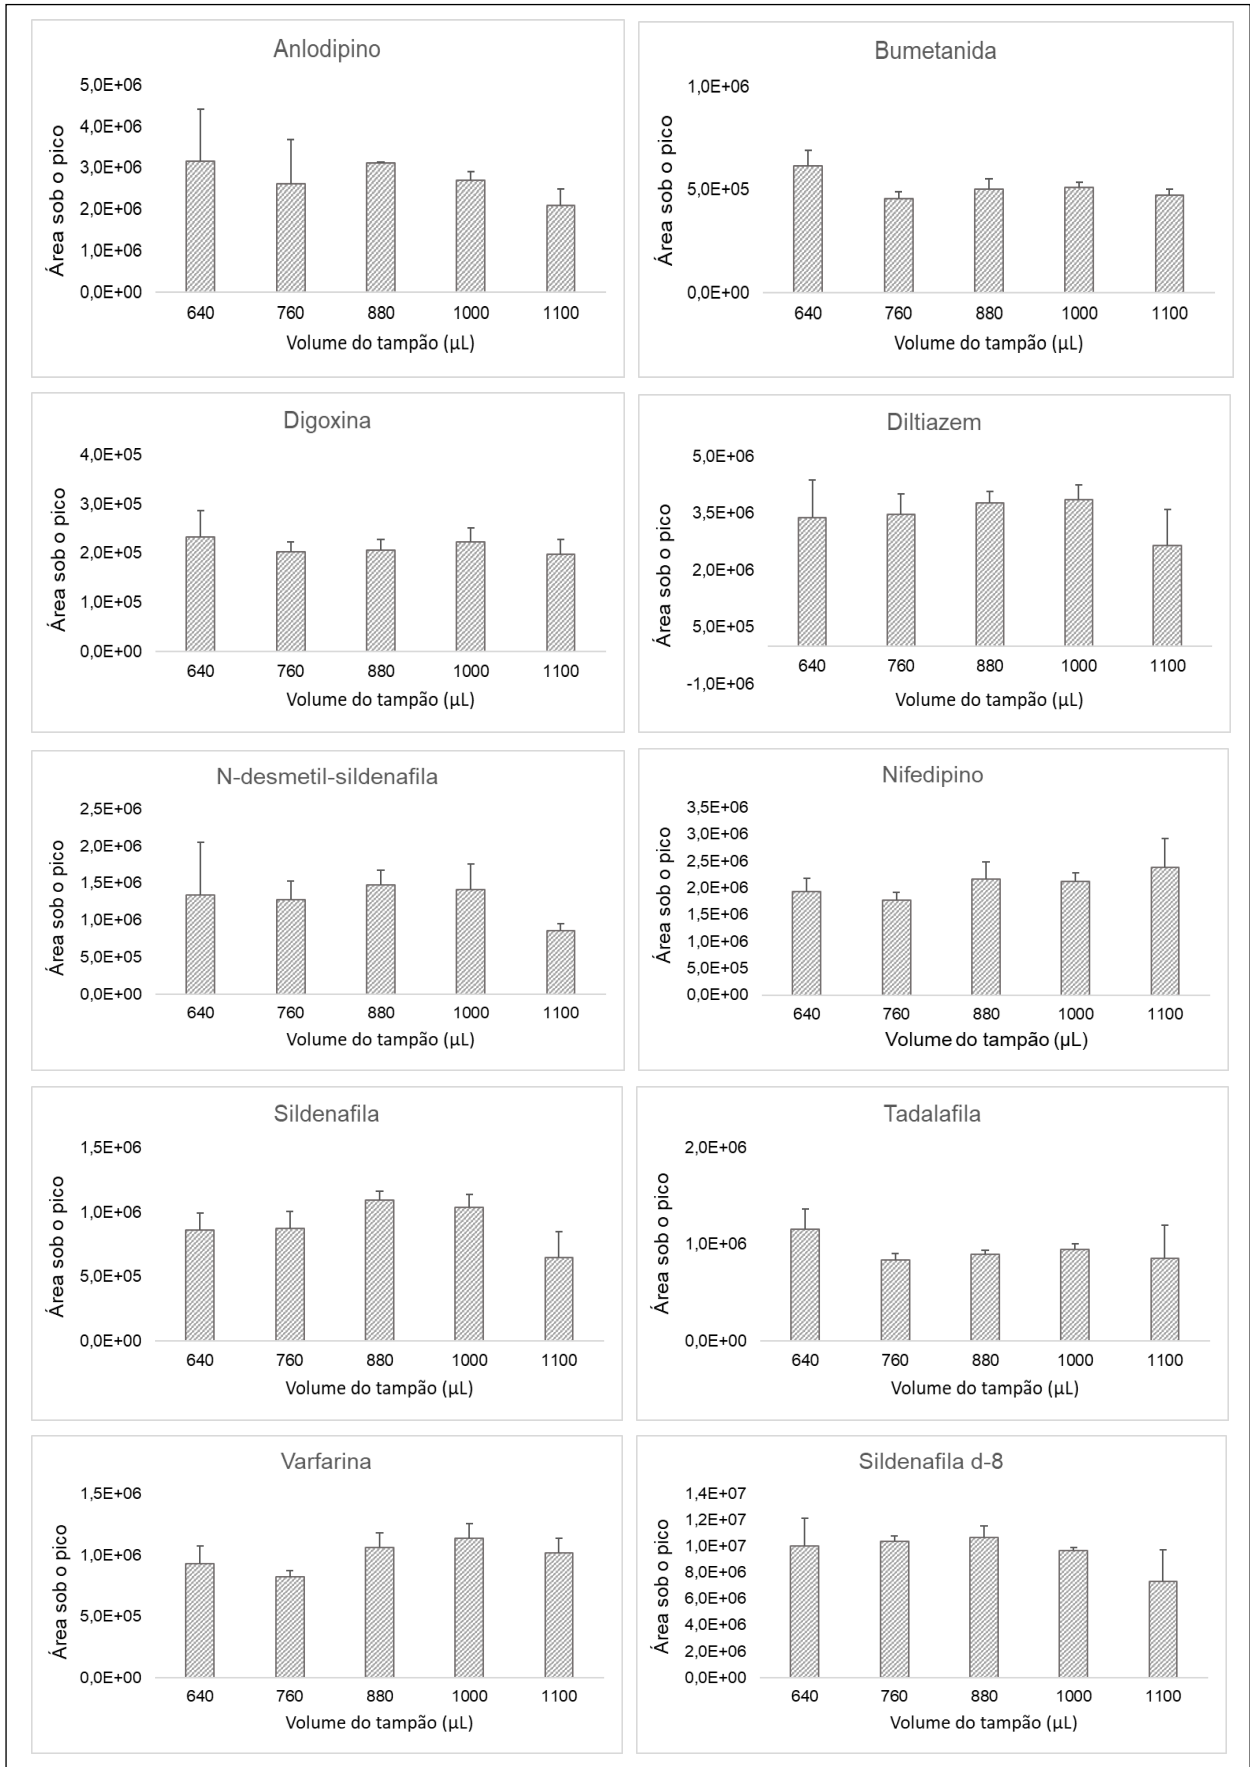 Anlodipino
Área sob o pico
5,0E+06
4,0E+06
3,0E+06
2,0E+06
1,0E+06
0,0E+00
640 760 880 1000 1100
Volume do tampão (µL)
Bumetanida
Área sob o pico
1,0E+06
5,0E+05
0,0E+00
640 760 880 1000 1100
Volume do tampão (µL)
Digoxina
Área sob o pico
4,0E+05
3,0E+05
2,0E+05
1,0E+05
0,0E+00
640 760 880 1000 1100
Volume do tampão (µL)
Diltiazem
Área sob o pico
5,0E+06
3,5E+06
2,0E+06
5,0E+05
-1,0E+06
640 760 880 1000 1100
Volume do tampão (µL)
N-desmetil-sildenafila
Área sob o pico
2,5E+06
2,0E+06
1,5E+06
1,0E+06
5,0E+05
0,0E+00
640 760 880 1000 1100
Volume do tampão (µL)
Nifedipino
Área sob o pico
3,5E+06
3,0E+06
2,5E+06
2,0E+06
1,5E+06
1,0E+06
5,0E+05
0,0E+00
640 760 880 1000 1100
Volume do tampão (µL)
Sildenafila
Área sob o pico
1,5E+06
1,0E+06
5,0E+05
0,0E+00
640 760 880 1000 1100
Volume do tampão (µL)
Tadalafila
Área sob o pico
2,0E+06
1,0E+06
0,0E+00
640 760 880 1000 1100
Volume do tampão (µL)
Varfarina
Área sob o pico
1,5E+06
1,0E+06
5,0E+05
0,0E+00
640 760 880 1000 1100
Volume do tampão (µL)
Sildenafila d-8
Área sob o pico
1,4E+07
1,2E+07
1,0E+07
8,0E+06
6,0E+06
4,0E+06
2,0E+06
0,0E+00
640 760 880 1000 1100
Volume do tampão (µL)